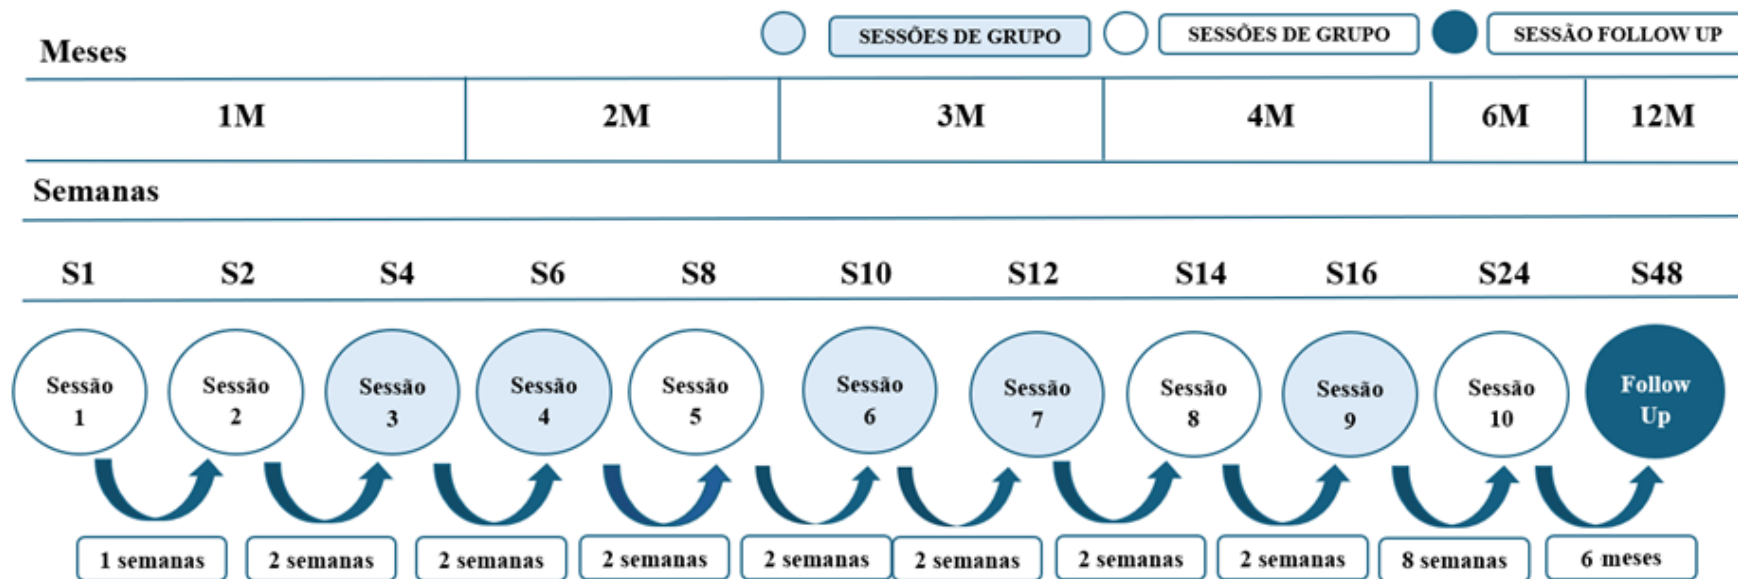 SESSÕES DE GRUPO
SESSÕES DE GRUPO
SESSÃO FOLLOW UP
Meses
1M 2M 3M 4M 6M 12M
Semanas
S1 S2 S4 S6 S8 S10 S12 S14 S16 S24 S48
Sessão
1
Sessão
2
Sessão
3
Sessão
4
Sessão
5
Sessão
6
Sessão
7
Sessão
8
Sessão
9
Sessão
10
Follow
Up
1 semanas
2 semanas
2 semanas
2 semanas
2 semanas
2 semanas
2 semanas
2 semanas
8 semanas
6 meses